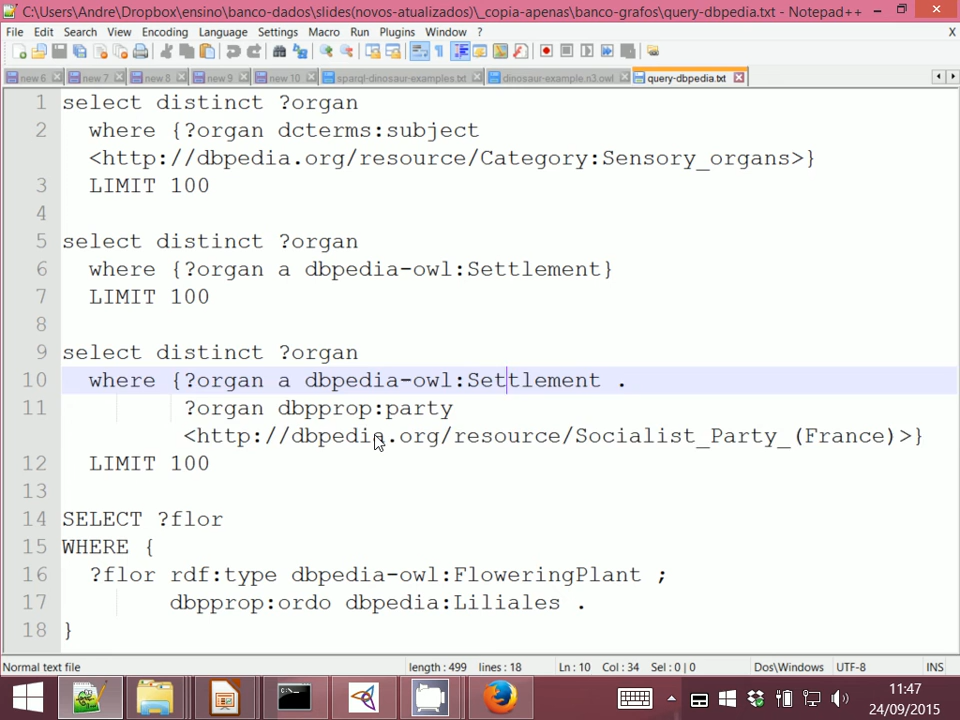 C:\Users\Andre\Dropbox\ensino\banco-dados\slides(novos-atualizados)\_copia-apenas\banco-grafos\query-dbpedia.txt - Notepad++
File Edit Search View Encoding Language Settings Macro Run Plugins Window ? X
new 6 new 7 new 8 new 9 new 10 sparql-dinosaur-examples.txt dinosaur-example.n3.owl query-dbpedia.txt
1 select distinct ?organ
2 where {?organ dcterms:subject
<http://dbpedia.org/resource/Category:Sensory_organs>}
3 LIMIT 100
4
5 select distinct ?organ
6 where {?organ a dbpedia-owl:Settlement}
7 LIMIT 100
8
9 select distinct ?organ
10 where {?organ a dbpedia-owl:Settlement .
11 ?organ dbpprop:party
<http://dbpedia.org/resource/Socialist_Party_(France)>}
12 LIMIT 100
13
14 SELECT ?flor
15 WHERE {
16 ?flor rdf:type dbpedia-owl:FloweringPlant ;
17 dbpprop:ordo dbpedia:Liliales .
18 }
Normal text file length : 499 lines : 18 Ln : 10 Col : 34 Sel : 0 | 0 Dos\Windows UTF-8 INS
11:47
24/09/2015